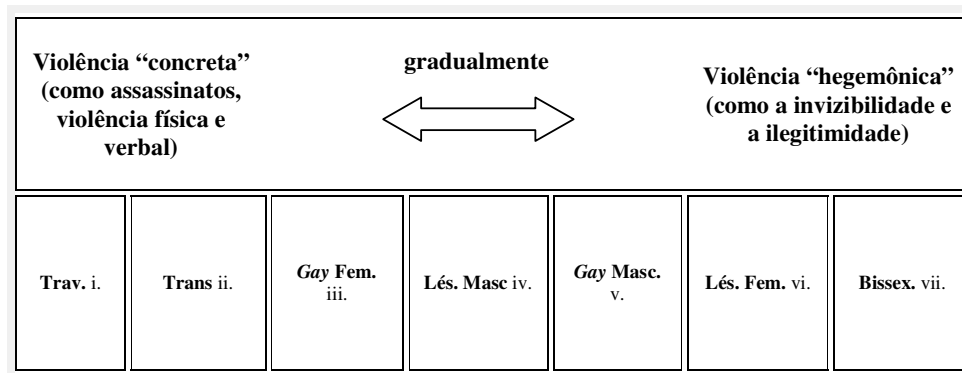 Violência “concreta”
(como assassinatos,
violência física e
verbal)
gradualmente
Violência “hegemônica”
(como a invizibilidade e
a ilegitimidade)
Trav. i.
Trans ii.
Gay Fem.
iii.
Lés. Masc iv.
Gay Masc.
v.
Lés. Fem. vi.
Bissex. vii.